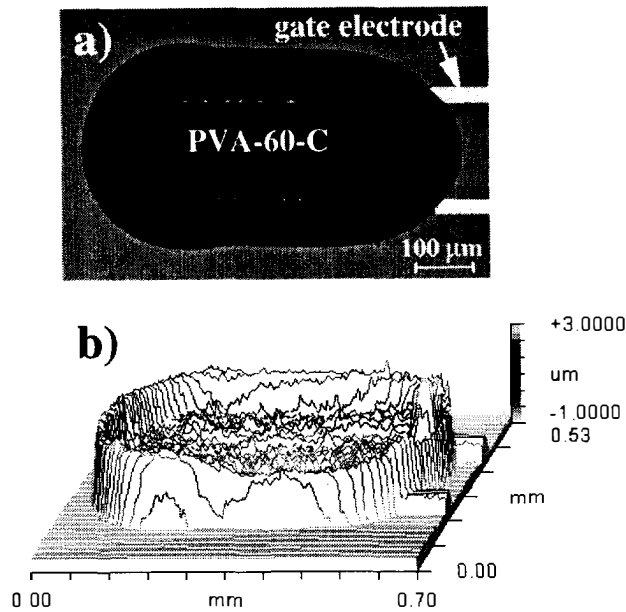 a)
gate electrode
PVA-60-C
100 µm
b)
+3.0000
um
-1.0000
0.53
mm
0.00
0 00
mm
0.70